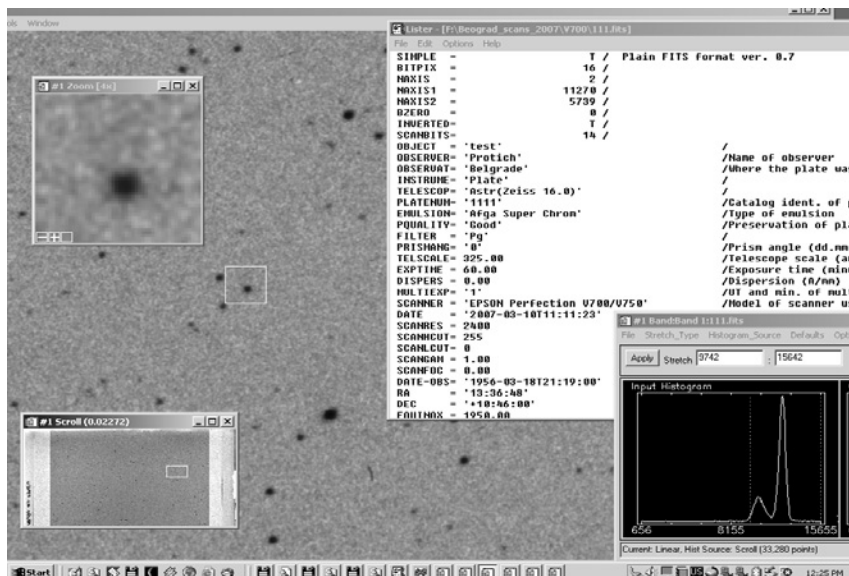 ols Window
Lister - [F:\Beograd_scans_2007\V700\111.fits]
File Edit Options Help
SIMPLE = T / Plain FITS format ver. 0.7
BITPIX = 16 /
NAXIS = 2 /
NAXIS1 = 11270 /
NAXIS2 = 5739 /
BZERO = 0 /
INVERTED= T /
SCANBITS= 14 /
OBJECT = 'test' /
OBSERVER= 'Protich' /Name of observer
OBSERVAT= 'Belgrade' /Where the plate was
INSTRUME= 'Plate' /
TELESCOP= 'Astr(Zeiss 16.0)' /
PLATENUM= '1111' /Catalog ident. of p
EMULSION= 'Afga Super Chrom' /Type of emulsion
PQUALITY= 'Good' /Preservation of pla
FILTER = 'Pg' /
PRISMANG= '0' /Prism angle (dd.mm
TELSCALE= 325.00 /Telescope scale (ar
EXPTIME = 60.00 /Exposure time (minu
DISPERS = 0.00 /Dispersion (A/mm)
MULTIEXP= '1' /UT and min. of mult
SCANNER = 'EPSON Perfection V700/V750' /Model of scanner us
DATE = '2007-03-10T11:11:23'
SCANRES = 2400
SCANHCUT= 255
SCANLCUT= 0
SCANGAM = 1.00
SCANFOC = 0.00
DATE-OBS= '1956-03-18T21:19:00'
RA = '13:36:48'
DEC = '+10:46:00'
EQUINOX = 1950.00
#1 Zoom [4x]
#1 Scroll (0.02272)
#1 Band:Band 1:111.fits
File Stretch_Type Histogram_Source Defaults Opt
Apply Stretch 9742 : 15642
Input Histogram
656 8155 15655
Current: Linear, Hist Source: Scroll (33,280 points)
Start
12:25 PM